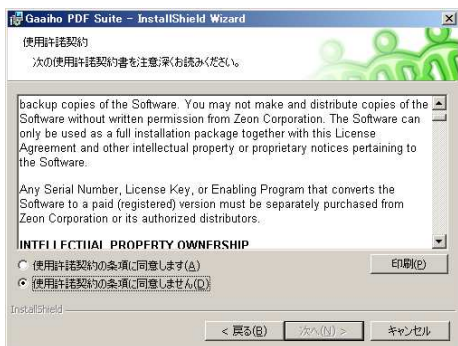 Gaaiho PDF Suite - InstallShield Wizard
使用許諾契約
次の使用許諾契約書を注意深くお読みください。
backup copies of the Software. You may not make and distribute copies of the
Software without written permission from Zeon Corporation. The Software can
only be used as a full installation package together with this License
Agreement and other intellectual property or proprietary notices pertaining to
the Software.
Any Serial Number, License Key, or Enabling Program that converts the
Software to a paid (registered) version must be separately purchased from
Zeon Corporation or its authorized distributors.
INTELLECTUAL PROPERTY OWNERSHIP
使用許諾契約の条項に同意します(A)
印刷(P)
使用許諾契約の条項に同意しません(D)
InstallShield
< 戻る(B)
次へ(N) >
キャンセル